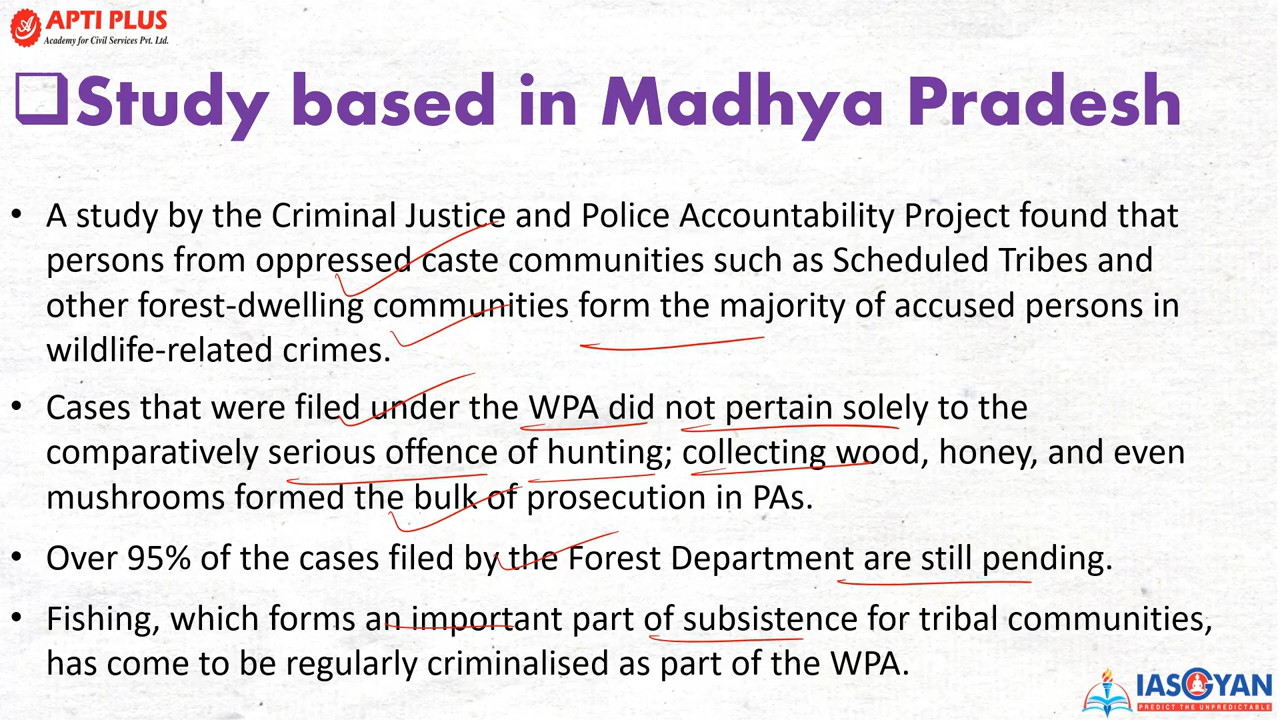 APTI PLUS
Academy for Civil Services Pvt. Ltd.
Study based in Madhya Pradesh
• A study by the Criminal Justice and Police Accountability Project found that
persons from oppressed caste communities such as Scheduled Tribes and
other forest-dwelling communities form the majority of accused persons in
wildlife-related crimes.
• Cases that were filed under the WPA did not pertain solely to the
comparatively serious offence of hunting; collecting wood, honey, and even
mushrooms formed the bulk of prosecution in PAs.
• Over 95% of the cases filed by the Forest Department are still pending.
• Fishing, which forms an important part of subsistence for tribal communities,
has come to be regularly criminalised as part of the WPA.
IASGYAN
PREDICT THE UNPREDICTABLE